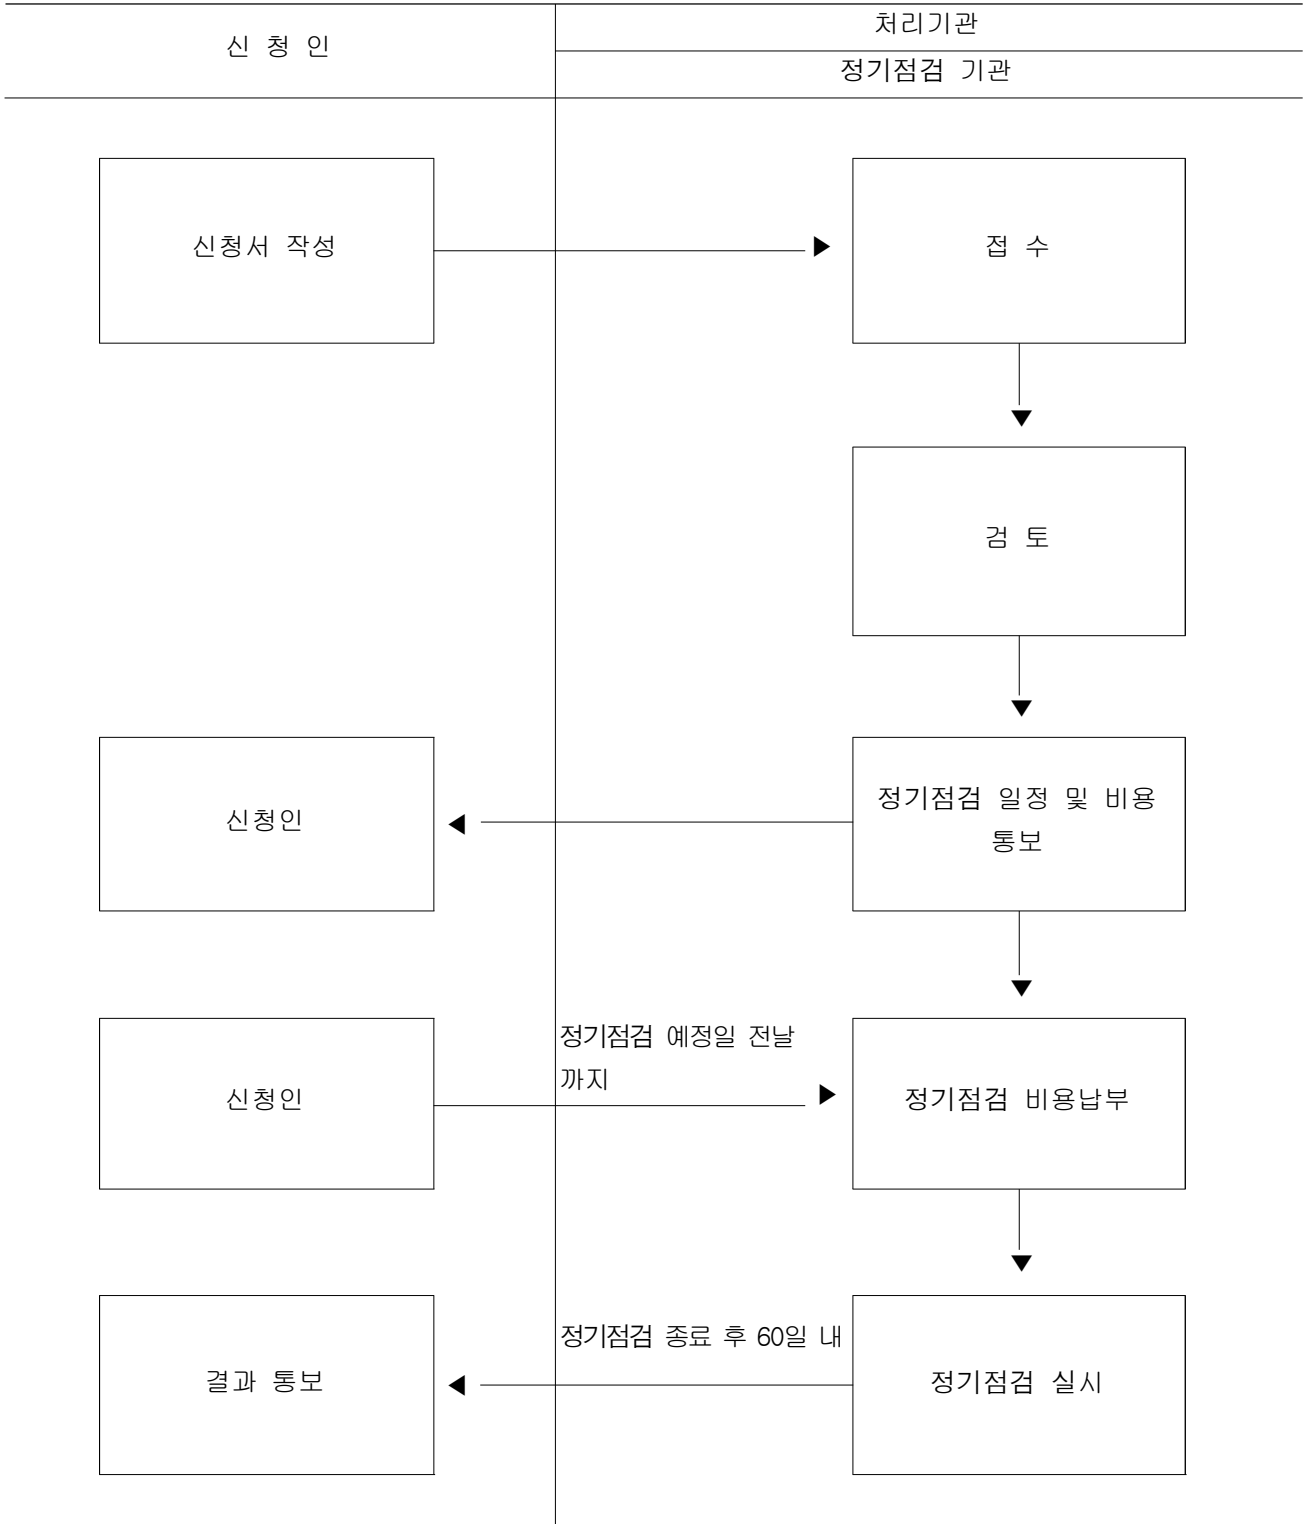 신 청 인
처리기관
정기점검 기관
신청서 작성
접 수
검 토
신청인
정기점검 일정 및 비용
통보
신청인
정기점검 예정일 전날
까지
정기점검 비용납부
결과 통보
정기점검 종료 후 60일 내
정기점검 실시